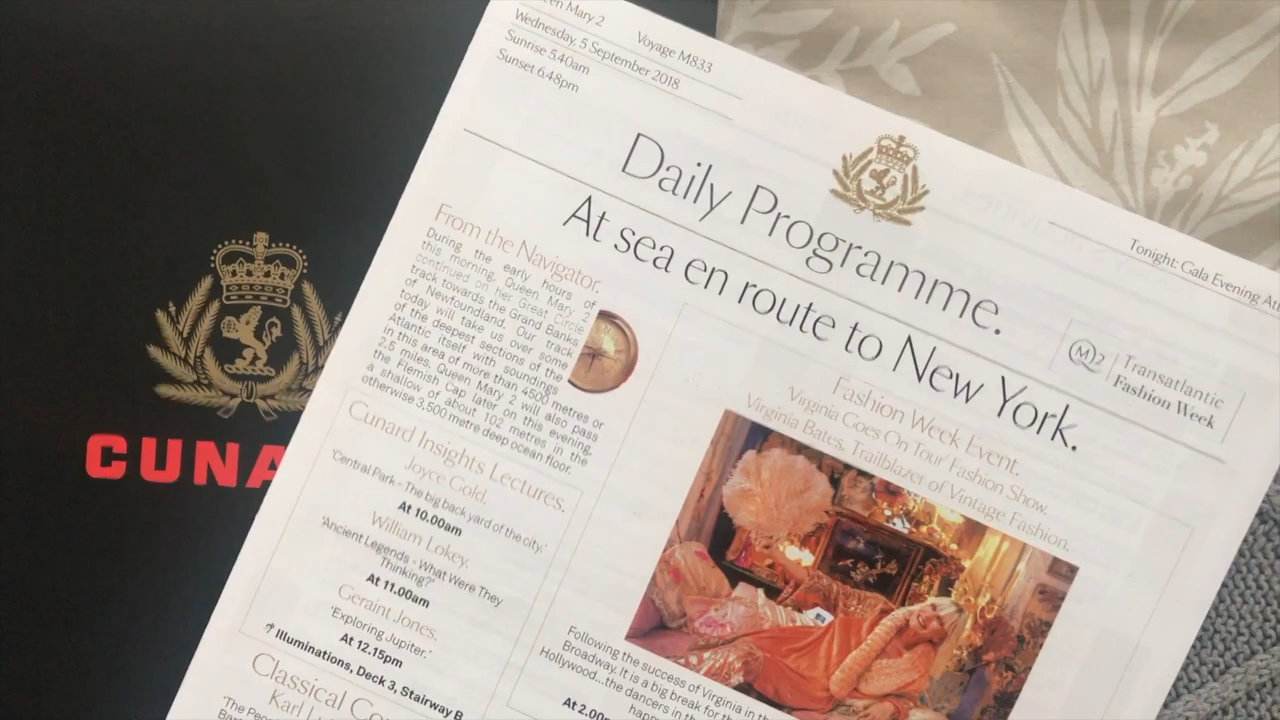 Mary 2
Voyage M833
Wednesday, 5 September 2018
Sunrise 5.40am
Sunset 6.48pm
Tonight: Gala Evening
Daily Programme.
At sea en route to New York.
From the Navigator.
During the early hours of
this morning, Queen Mary 2
continued on her Great Circle
track towards the Grand Banks
of Newfoundland. Our track
today will take us over some
of the deepest sections of the
Atlantic itself with soundings
in this area of more than 4500 metres or
2.5 miles. Queen Mary 2 will also pass
the Flemish Cap later on this evening,
a shallow of about 102 metres in the
otherwise 3,500 metre deep ocean floor.
Cunard Insights Lectures.
Joyce Gold.
'Central Park - The big back yard of the city.'
At 10.00am
William Lokey.
'Ancient Legends - What Were They
Thinking?'
At 11.00am
Geraint Jones.
'Exploring Jupiter.'
At 12.15pm
Illuminations, Deck 3, Stairway B
Classical
Karl
'The
M2
Transatlantic
Fashion Week
Fashion Week Event.
'Virginia Goes On Tour' Fashion Show.
Virginia Bates, Trailblazer of Vintage Fashion.
Following the success of Virginia in
Broadway. It is a big break for
Hollywood...the dancers in
At
CUNA